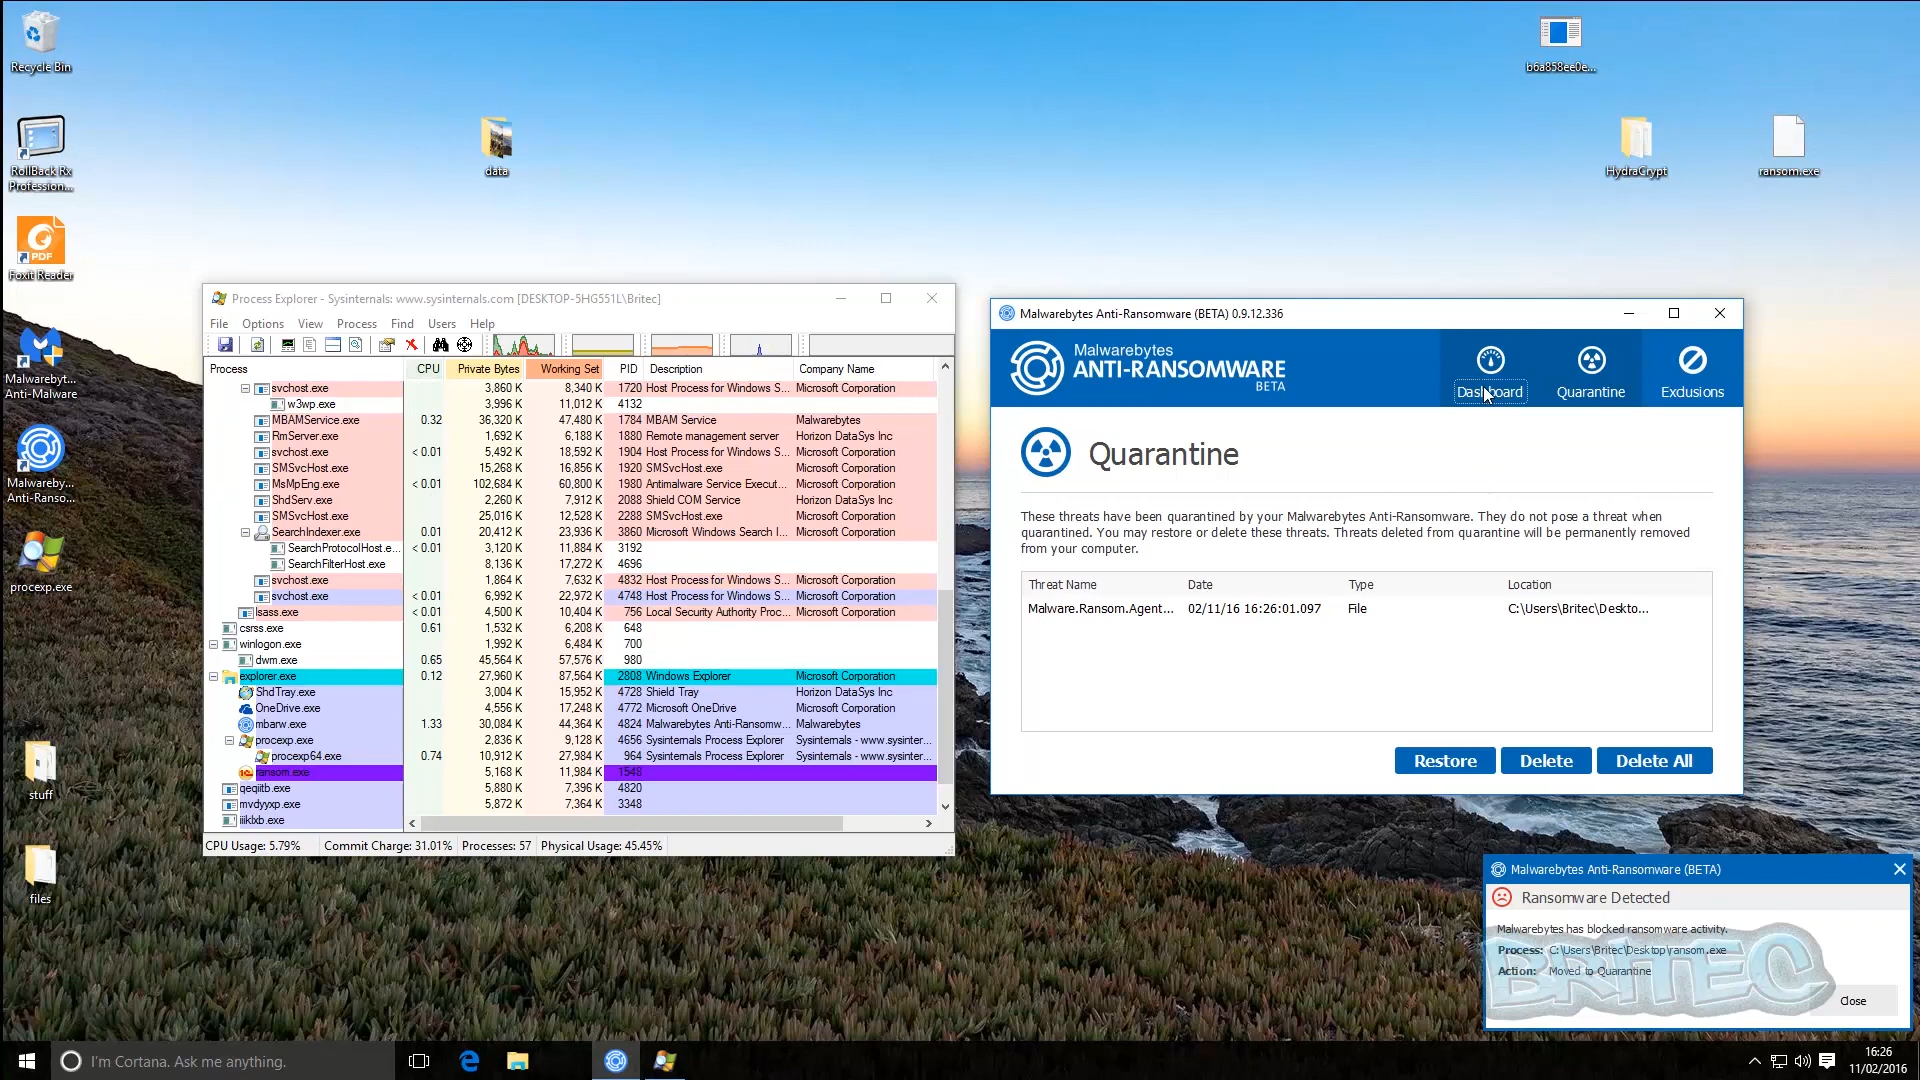 Recycle Bin
RollBack Rx
Profession...
Foxit Reader
Malwarebyt...
Anti-Malware
Malwareby...
Anti-Ranso...
procexp.exe
stuff
files
data
b6a858ee0e...
HydraCrypt
ransom.exe
Process Explorer - Sysinternals: www.sysinternals.com [DESKTOP-5HG551L\Britec]
File Options View Process Find Users Help
Process CPU Private Bytes Working Set PID Description Company Name
svchost.exe 3,860 K 8,340 K 1720 Host Process for Windows S... Microsoft Corporation
w3wp.exe 3,996 K 11,012 K 4132
MBAMService.exe 0.32 36,320 K 47,480 K 1784 MBAM Service Malwarebytes
RmServer.exe 1,692 K 6,188 K 1880 Remote management server Horizon DataSys Inc
svchost.exe < 0.01 5,492 K 18,592 K 1904 Host Process for Windows S... Microsoft Corporation
SMSvcHost.exe 15,268 K 16,856 K 1920 SMSvcHost.exe Microsoft Corporation
MsMpEng.exe < 0.01 102,684 K 60,800 K 1980 Antimalware Service Execut... Microsoft Corporation
ShdServ.exe 2,260 K 7,912 K 2088 Shield COM Service Horizon DataSys Inc
SMSvcHost.exe 25,016 K 12,528 K 2288 SMSvcHost.exe Microsoft Corporation
SearchIndexer.exe 0.01 20,412 K 23,936 K 3860 Microsoft Windows Search I... Microsoft Corporation
SearchProtocolHost.e... < 0.01 3,120 K 11,884 K 3192
SearchFilterHost.exe 8,136 K 17,272 K 4696
svchost.exe 1,864 K 7,632 K 4832 Host Process for Windows S... Microsoft Corporation
svchost.exe < 0.01 6,992 K 22,972 K 4748 Host Process for Windows S... Microsoft Corporation
lsass.exe < 0.01 4,500 K 10,404 K 756 Local Security Authority Proc... Microsoft Corporation
csrss.exe 0.61 1,532 K 6,208 K 648
winlogon.exe 1,992 K 6,484 K 700
dwm.exe 0.65 45,564 K 57,576 K 980
explorer.exe 0.12 27,960 K 87,564 K 2808 Windows Explorer Microsoft Corporation
ShdTray.exe 3,004 K 15,952 K 4728 Shield Tray Horizon DataSys Inc
OneDrive.exe 4,556 K 17,248 K 4772 Microsoft OneDrive Microsoft Corporation
mbarw.exe 1.33 30,084 K 44,364 K 4824 Malwarebytes Anti-Ransomw... Malwarebytes
procexp.exe 2,836 K 9,128 K 4656 Sysinternals Process Explorer Sysinternals - www.sysinter...
procexp64.exe 0.74 10,912 K 27,984 K 964 Sysinternals Process Explorer Sysinternals - www.sysinter...
ransom.exe 5,168 K 11,984 K 1548
qeqiitb.exe 5,880 K 7,396 K 4820
mvdyyxp.exe 5,872 K 7,364 K 3348
iiiklxb.exe
CPU Usage: 5.79% Commit Charge: 31.01% Processes: 57 Physical Usage: 45.45%
Malwarebytes Anti-Ransomware (BETA) 0.9.12.336
Malwarebytes
ANTI-RANSOMWARE
BETA
Dashboard Quarantine Exclusions
Quarantine
These threats have been quarantined by your Malwarebytes Anti-Ransomware. They do not pose a threat when
quarantined. You may restore or delete these threats. Threats deleted from quarantine will be permanently removed
from your computer.
Threat Name Date Type Location
Malware.Ransom.Agent... 02/11/16 16:26:01.097 File C:\Users\Britec\Deskto...
Restore Delete Delete All
Malwarebytes Anti-Ransomware (BETA)
Ransomware Detected
Malwarebytes has blocked ransomware activity.
Process: C:\Users\Britec\Desktop\ransom.exe
Action: Moved to Quarantine
BRITEC
Close
I'm Cortana. Ask me anything.
16:26
11/02/2016